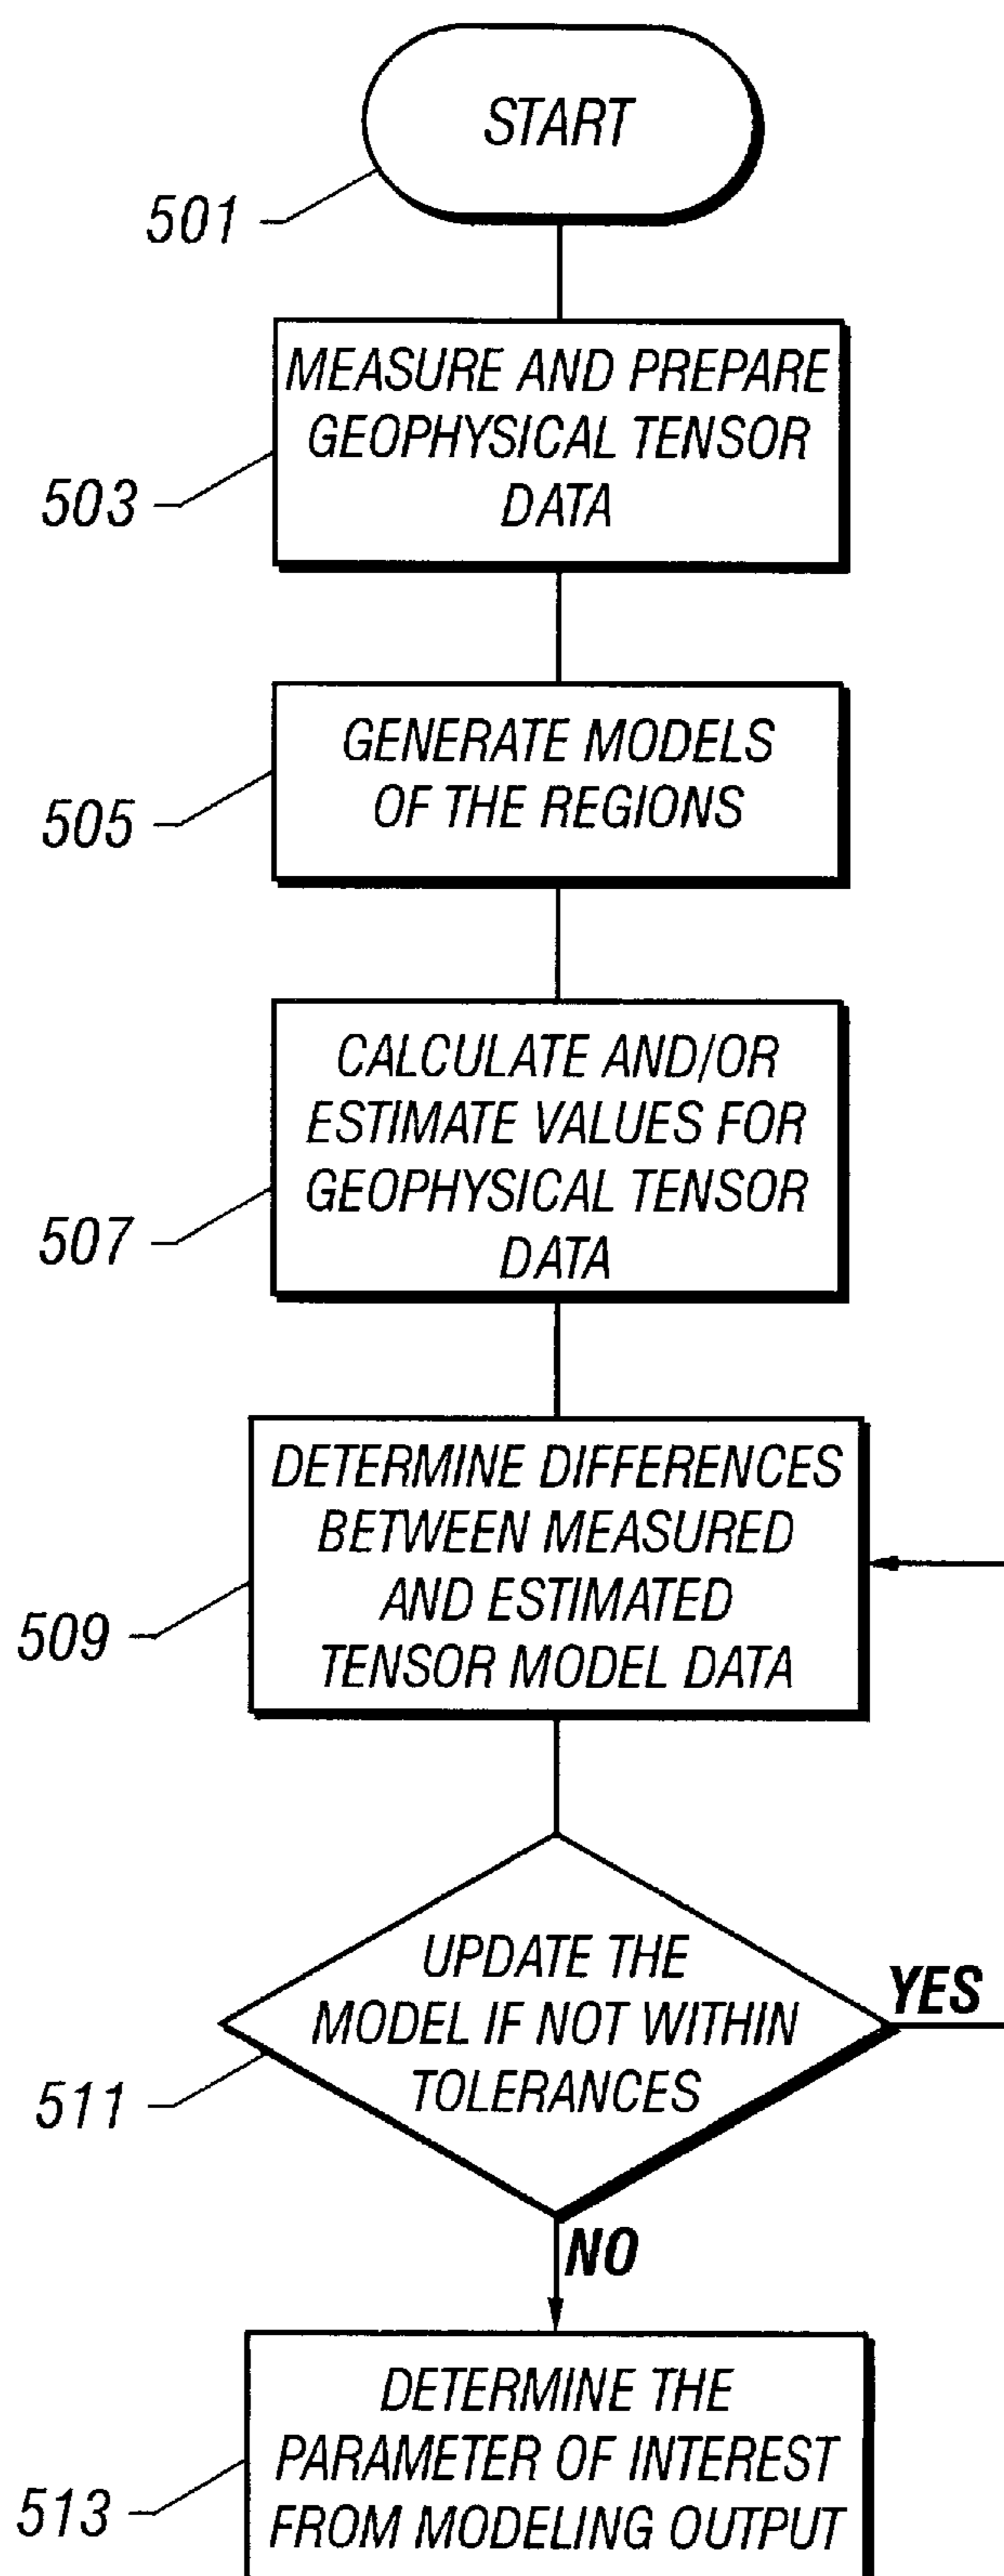 START
501
MEASURE AND PREPARE
GEOPHYSICAL TENSOR
DATA
503
GENERATE MODELS
OF THE REGIONS
505
CALCULATE AND/OR
ESTIMATE VALUES FOR
GEOPHYSICAL TENSOR
DATA
507
DETERMINE DIFFERENCES
BETWEEN MEASURED
AND ESTIMATED
TENSOR MODEL DATA
509
UPDATE THE
MODEL IF NOT WITHIN
TOLERANCES
YES
511
NO
DETERMINE THE
PARAMETER OF INTEREST
FROM MODELING OUTPUT
513